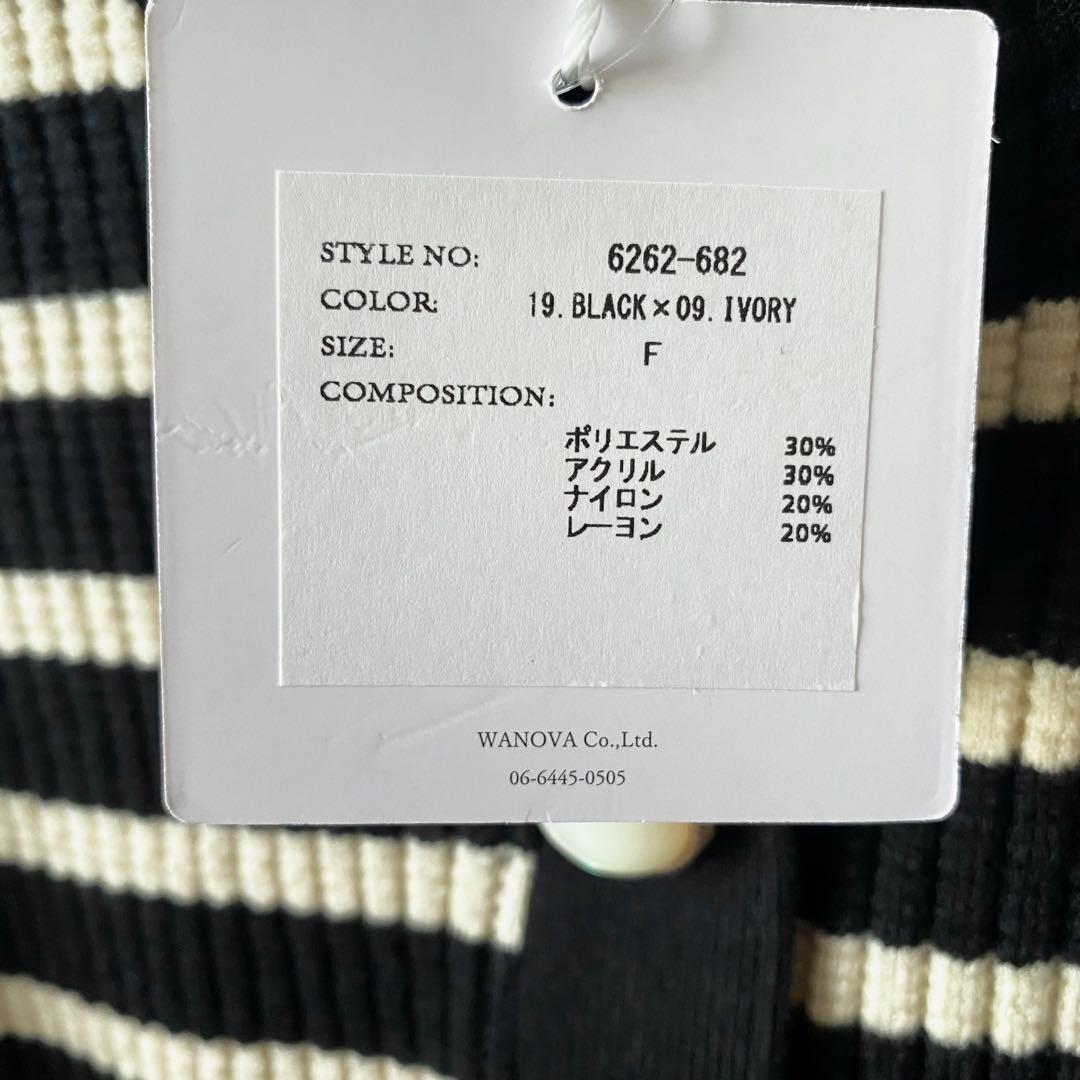 STYLE NO: 6262-682
COLOR: 19. BLACK×09. IVORY
SIZE: F
COMPOSITION:
ポリエステル 30%
アクリル 30%
ナイロン 20%
レーヨン 20%
WANOVA Co.,Ltd.
06-6445-0505